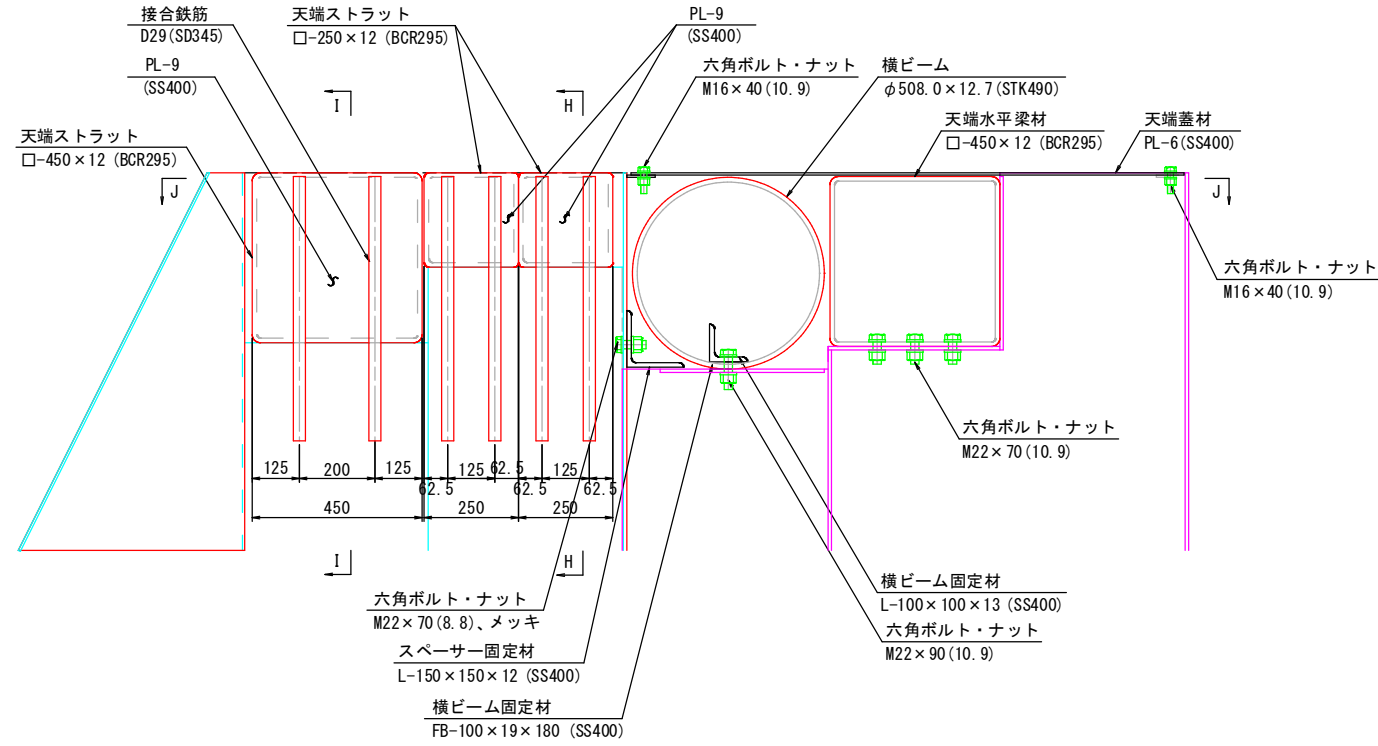 接合鉄筋
D29(SD345)
天端ストラット
□-250×12 (BCR295)
PL-9
(SS400)
PL-9
(SS400)
六角ボルト・ナット
M16×40(10.9)
横ビーム
φ508.0×12.7(STK490)
天端ストラット
□-450×12 (BCR295)
天端水平梁材
□-450×12 (BCR295)
天端蓋材
PL-6(SS400)
I
H
J
J
六角ボルト・ナット
M16×40(10.9)
六角ボルト・ナット
M22×70(10.9)
125
200
125
62.5
125
62.5
62.5
125
62.5
450
250
250
I
H
六角ボルト・ナット
M22×70(8.8)、メッキ
スペーサー固定材
L-150×150×12 (SS400)
横ビーム固定材
FB-100×19×180 (SS400)
横ビーム固定材
L-100×100×13 (SS400)
六角ボルト・ナット
M22×90(10.9)